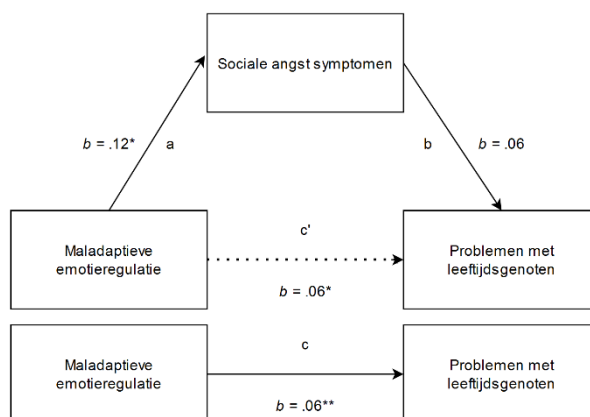 Sociale angst symptomen
b = .12*
a
b
b = .06
Maladaptieve
emotieregulatie
c'
b = .06*
Problemen met
leeftijdsgenoten
Maladaptieve
emotieregulatie
c
b = .06**
Problemen met
leeftijdsgenoten